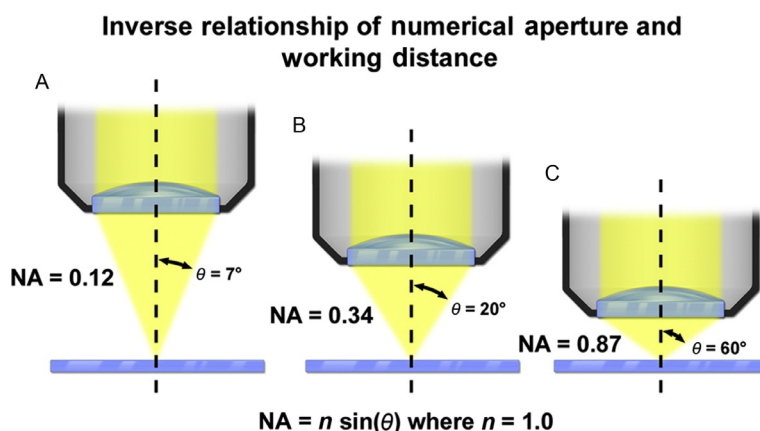 Inverse relationship of numerical aperture and
working distance
A
NA = 0.12
θ = 7°
B
NA = 0.34
θ = 20°
C
NA = 0.87
θ = 60°
NA = n sin(θ) where n = 1.0